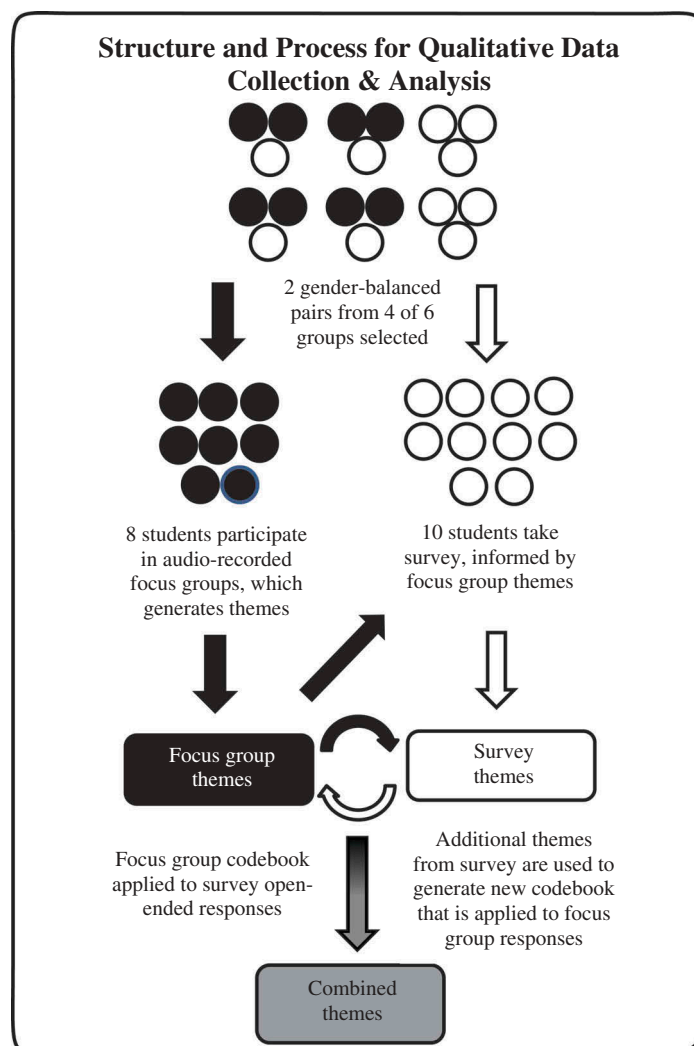 Structure and Process for Qualitative Data
Collection & Analysis
2 gender-balanced
pairs from 4 of 6
groups selected
8 students participate
in audio-recorded
focus groups, which
generates themes
10 students take
survey, informed by
focus group themes
Focus group
themes
Survey
themes
Focus group codebook
applied to survey open-
ended responses
Additional themes
from survey are used to
generate new codebook
that is applied to focus
group responses
Combined
themes